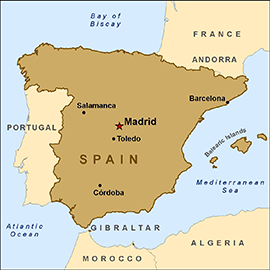 Bay of
Biscay
FRANCE
ANDORRA
Salamanca
Barcelona
Madrid
Toledo
PORTUGAL
Balearic Islands
SPAIN
Mediterranean
Sea
Córdoba
Atlantic
Ocean
GIBRALTAR
ALGERIA
MOROCCO